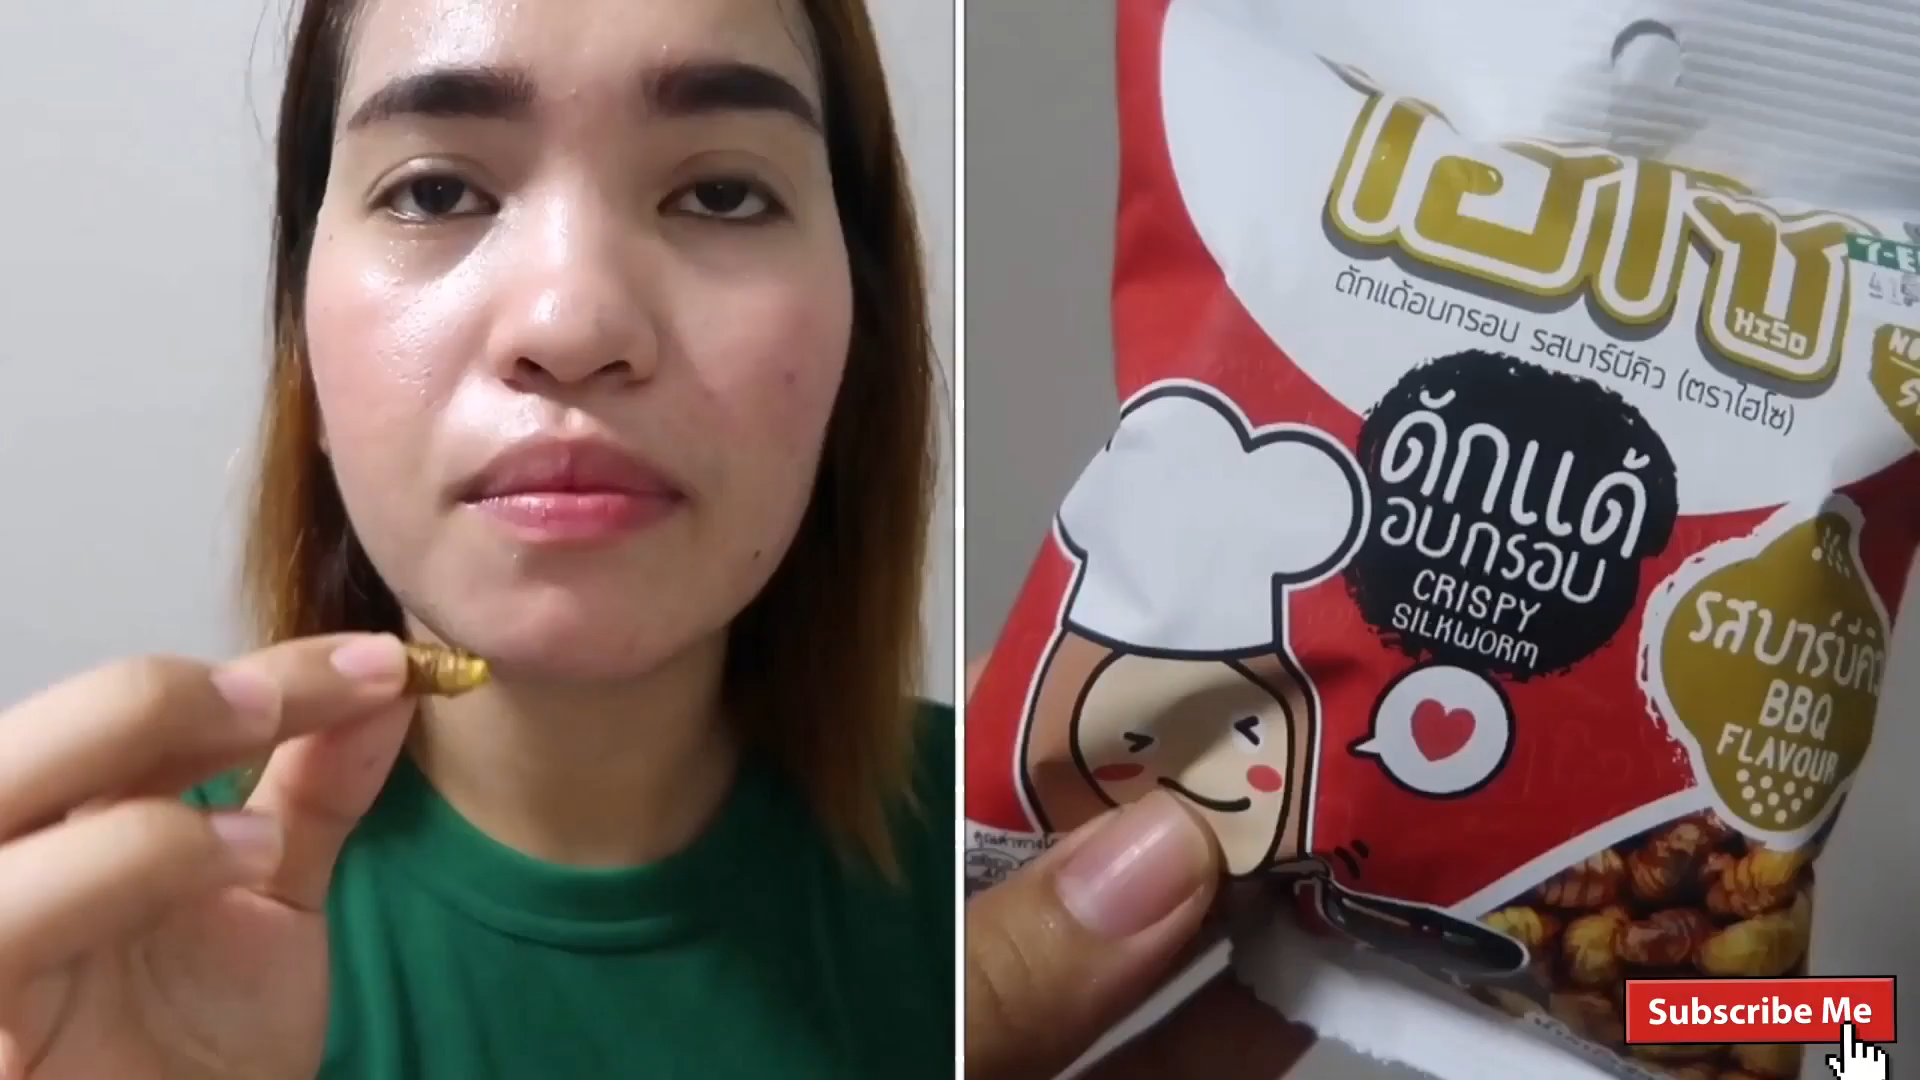 ไฮโซ
HISO
7-E
ดักแด้อบกรอบ รสบาร์บีคิว (ตราไฮโซ)
ดักแด้
อบกรอบ
CRISPY
SILKWORM
รสบาร์บีคิว
BBQ
FLAVOUR
Subscribe Me